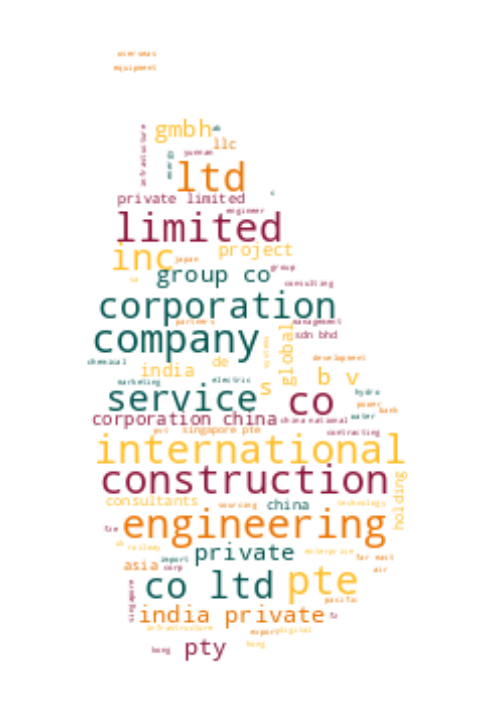 overseas
equipment
gmbh
infrastructure
llc
yunnan
energy
ltd
private limited
engineer
limited
inc
project
japan
group co
group
consulting
sa
corporation
partners
management
company
sdn bhd
global
systems
chemical
development
india
de
b v
marketing
electric
s
hydro
service
co
power
bank
water
corporation china
china national
singapore pte
contracting
international
construction
holding
consultants
sourcing
china
technology
engineering
railway
private
enterprise
import
far east
asia
corp
air
co ltd
pte
singapore
pacific
india private
infrastructure
export
digital
pty
hong
hong